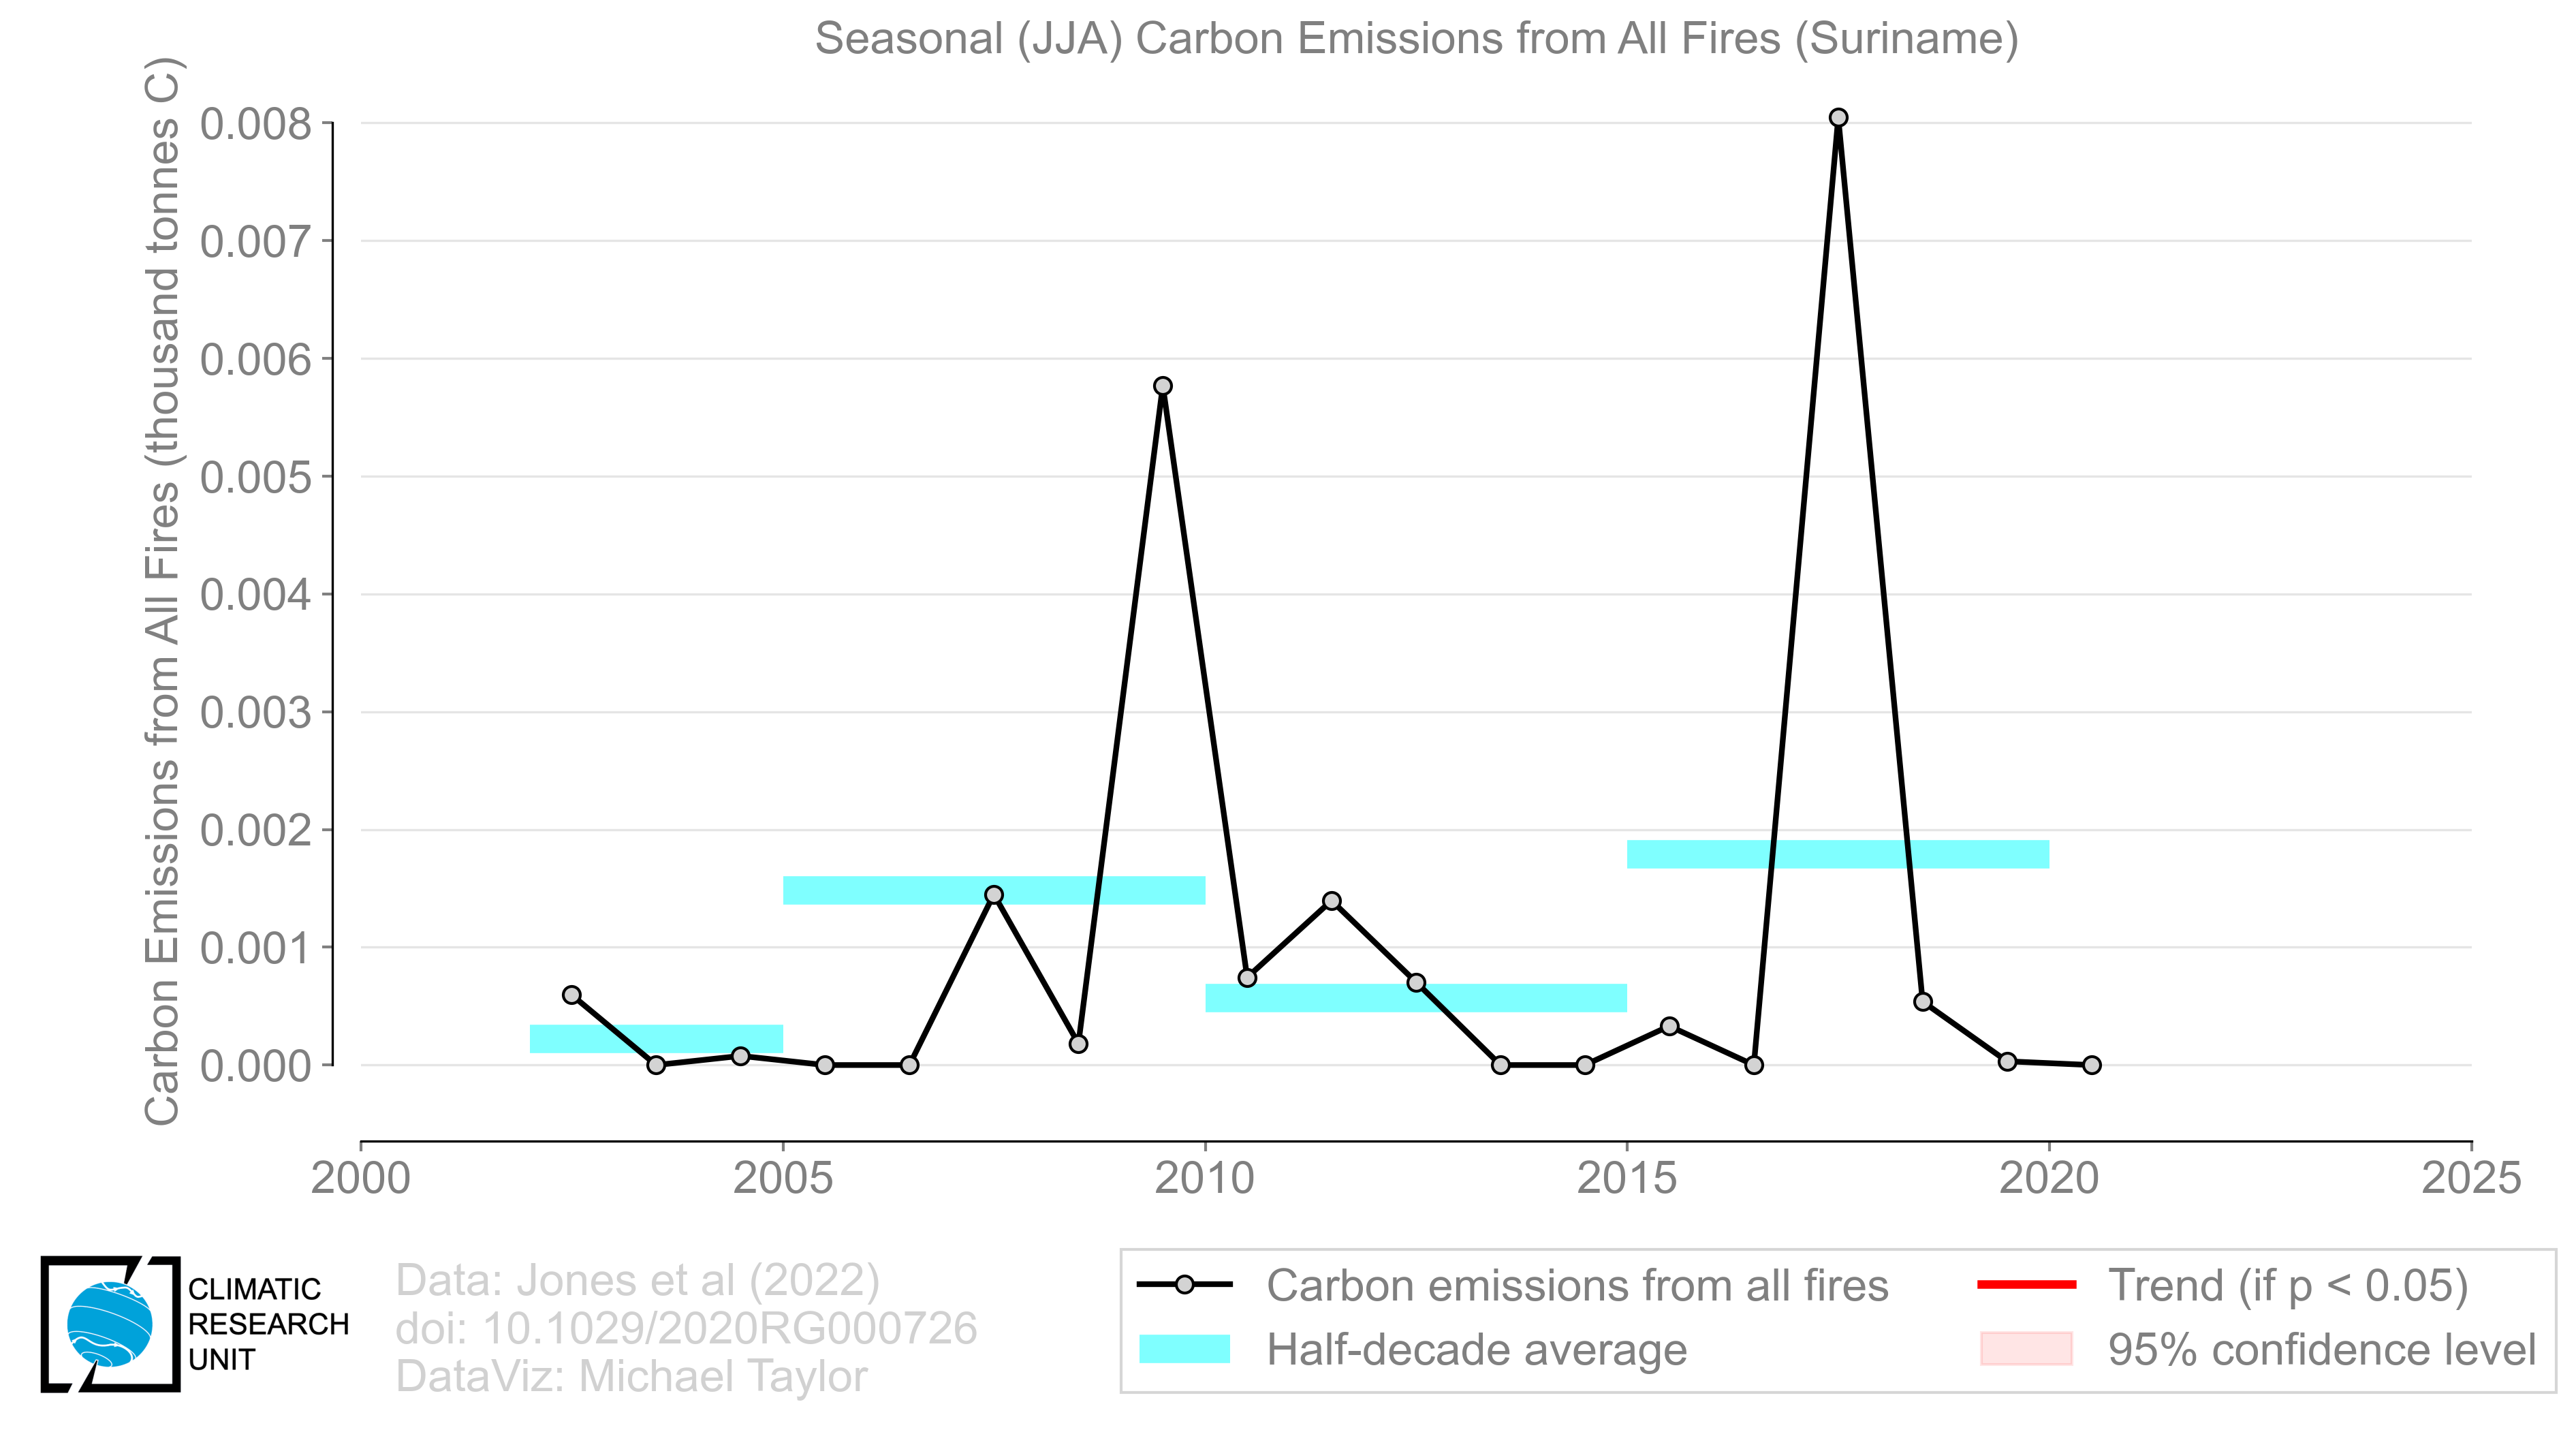 Seasonal (JJA) Carbon Emissions from All Fires (Suriname)
Carbon Emissions from All Fires (thousand tonnes C)
0.008
0.007
0.006
0.005
0.004
0.003
0.002
0.001
0.000
2000 2005 2010 2015 2020 2025
CLIMATIC
RESEARCH
UNIT
Data: Jones et al (2022)
doi: 10.1029/2020RG000726
DataViz: Michael Taylor
Carbon emissions from all fires
Half-decade average
Trend (if p < 0.05)
95% confidence level